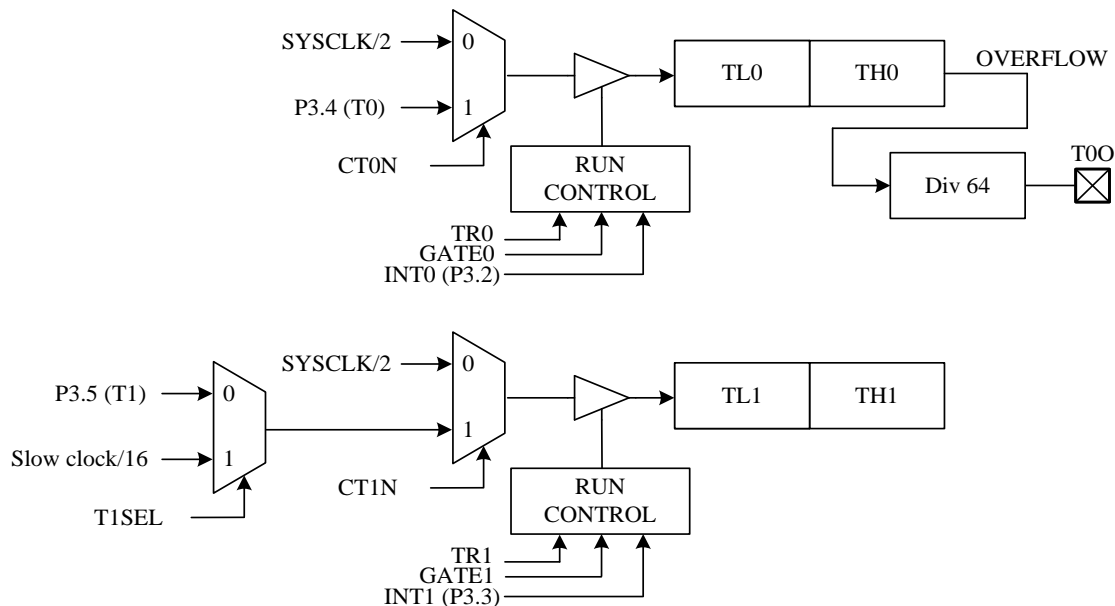 SYSCLK/2
0
P3.4 (T0)
1
CT0N
RUN
CONTROL
TR0
GATE0
INT0 (P3.2)
TL0
TH0
OVERFLOW
Div 64
T0O
SYSCLK/2
0
P3.5 (T1)
0
1
Slow clock/16
1
T1SEL
CT1N
RUN
CONTROL
TR1
GATE1
INT1 (P3.3)
TL1
TH1